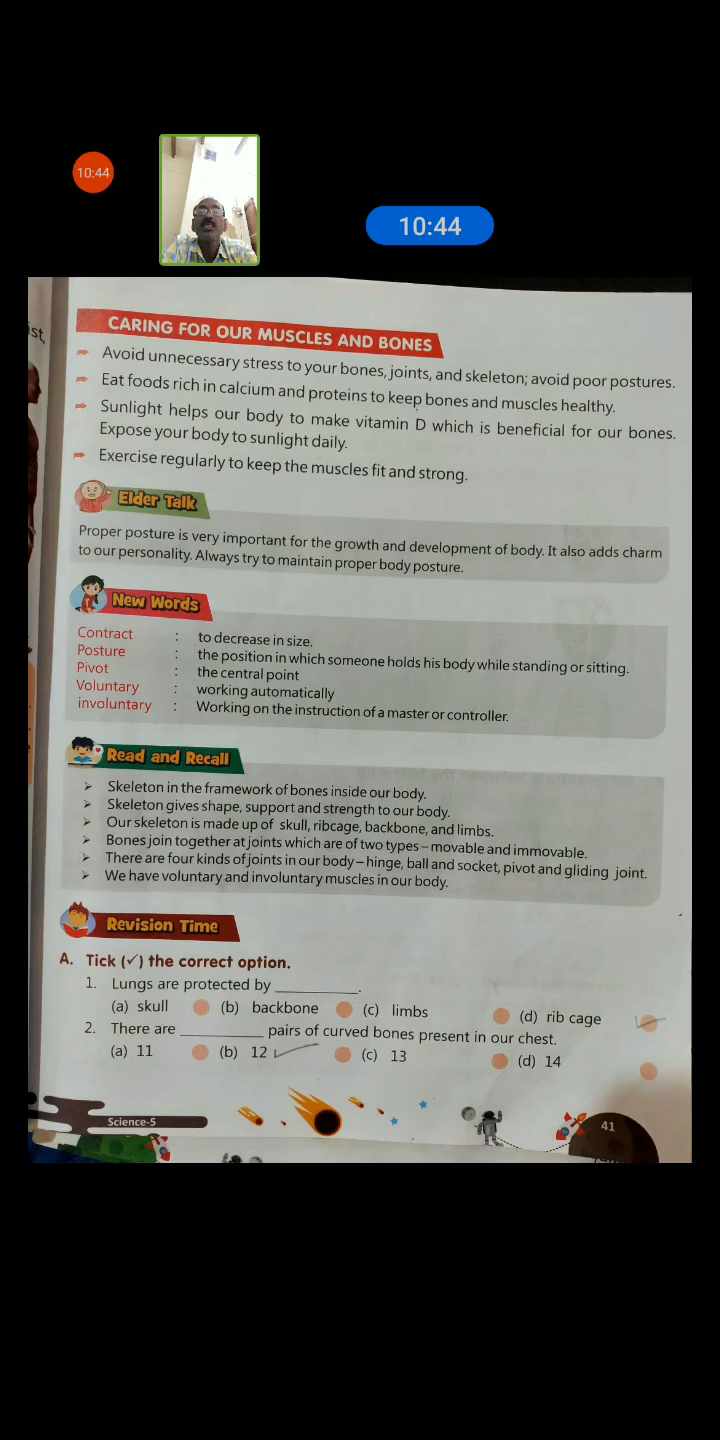 10:44
10:44
ist,
CARING FOR OUR MUSCLES AND BONES
Avoid unnecessary stress to your bones, joints, and skeleton; avoid poor postures.
Eat foods rich in calcium and proteins to keep bones and muscles healthy.
Sunlight helps our body to make vitamin D which is beneficial for our bones.
Expose your body to sunlight daily.
Exercise regularly to keep the muscles fit and strong.
Elder Talk
Proper posture is very important for the growth and development of body. It also adds charm
to our personality. Always try to maintain proper body posture.
New Words
Contract : to decrease in size.
Posture : the position in which someone holds his body while standing or sitting.
Pivot : the central point
Voluntary : working automatically
involuntary : Working on the instruction of a master or controller.
Read and Recall
Skeleton in the framework of bones inside our body.
Skeleton gives shape, support and strength to our body.
Our skeleton is made up of skull, ribcage, backbone, and limbs.
Bones join together at joints which are of two types – movable and immovable.
There are four kinds of joints in our body – hinge, ball and socket, pivot and gliding joint.
We have voluntary and involuntary muscles in our body.
Revision Time
A. Tick (✓) the correct option.
1. Lungs are protected by __________.
(a) skull (b) backbone (c) limbs (d) rib cage
2. There are __________ pairs of curved bones present in our chest.
(a) 11 (b) 12 (c) 13 (d) 14
Science-5
41